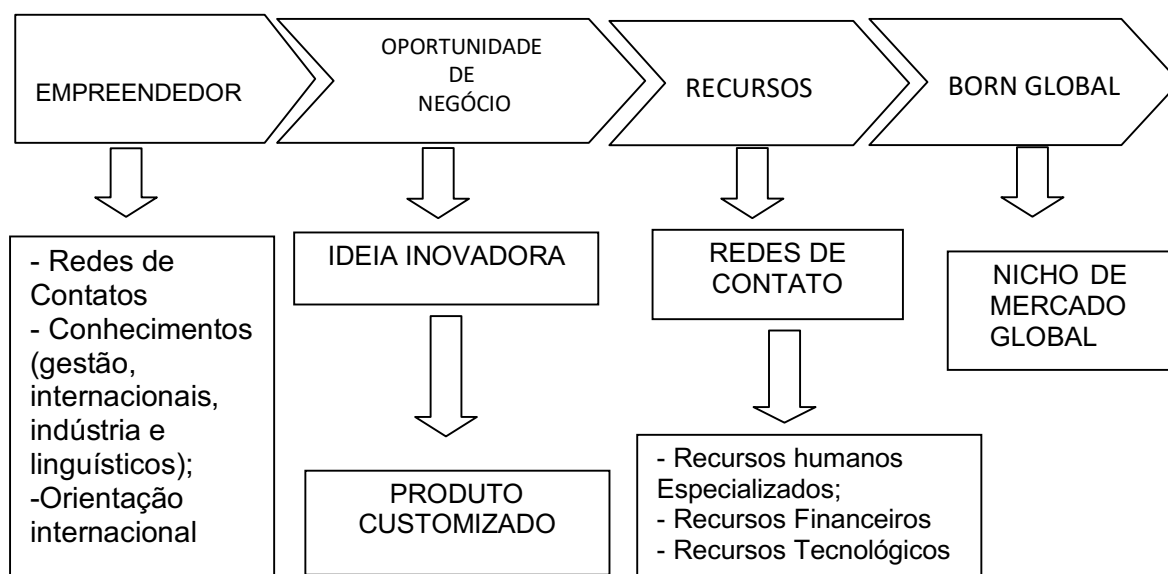 EMPREENDEDOR
OPORTUNIDADE
DE
NEGÓCIO
RECURSOS
BORN GLOBAL
- Redes de
Contatos
- Conhecimentos
(gestão,
internacionais,
indústria e
linguísticos);
-Orientação
internacional
IDEIA INOVADORA
PRODUTO
CUSTOMIZADO
REDES DE
CONTATO
- Recursos humanos
Especializados;
- Recursos Financeiros
- Recursos Tecnológicos
NICHO DE
MERCADO
GLOBAL